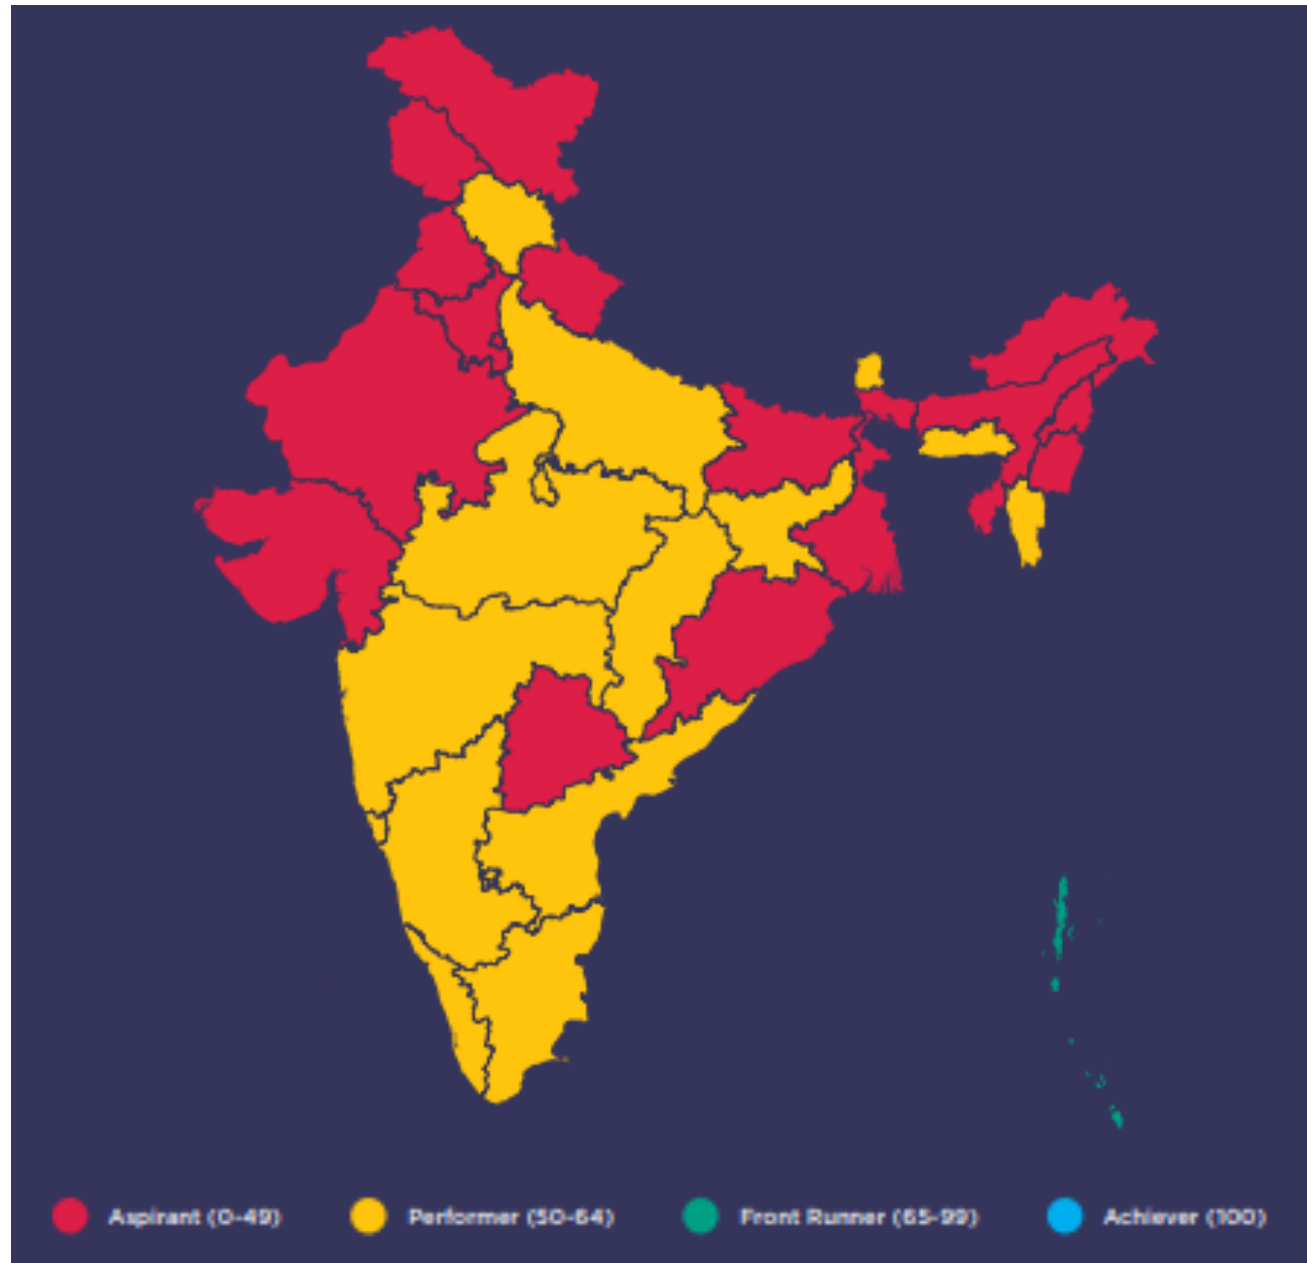 Aspirant (0-49)
Performer (50-64)
Front Runner (65-99)
Achiever (100)